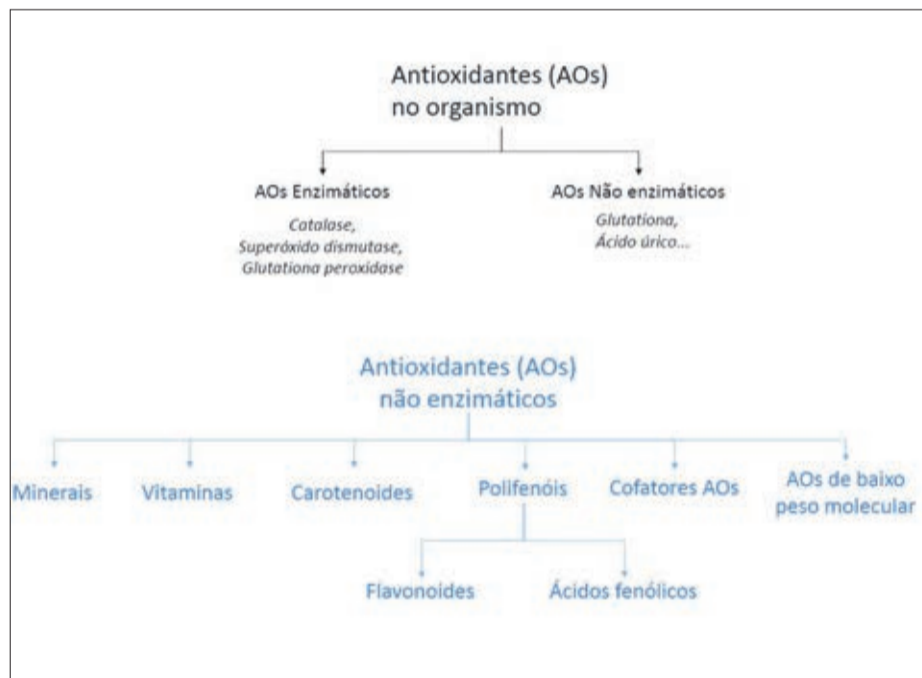 Antioxidantes (AOs)
no organismo
AOs Enzimáticos
AOs Não enzimáticos
Catalase,
Superóxido dismutase,
Glutationa peroxidase
Glutationa,
Ácido úrico...
Antioxidantes (AOs)
não enzimáticos
Minerais
Vitaminas
Carotenoides
Polifenóis
Cofatores AOs
AOs de baixo
peso molecular
Flavonoides
Ácidos fenólicos